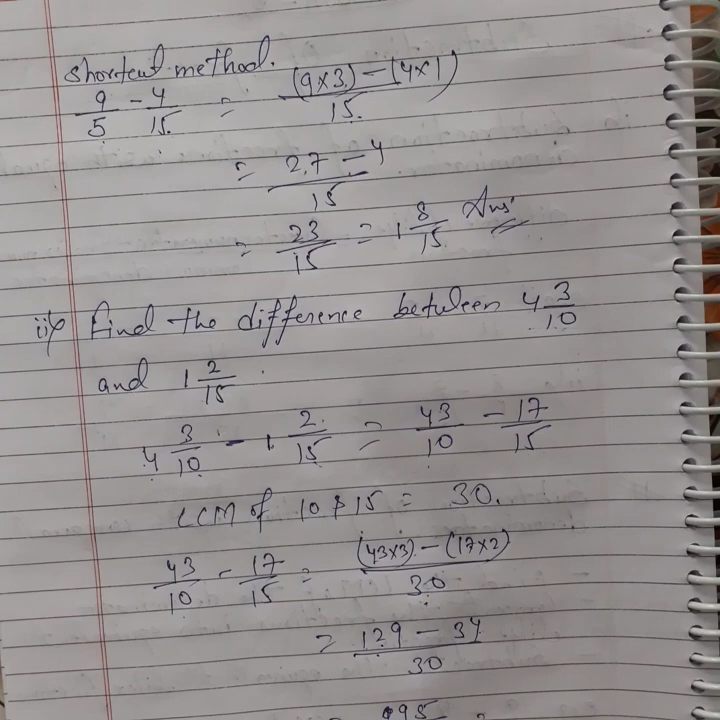 Shortcut method.
9/5 - 4/15 = (9×3) - (4×1)/15
= 27 - 4/15
= 23/15 = 1 8/15 Ans
ii) Find the difference between 4 3/10
and 1 2/15.
4 3/10 - 1 2/15 = 43/10 - 17/15
LCM of 10 & 15 = 30.
43/10 - 17/15 = (43×3) - (17×2)/30
= 129 - 34/30
95